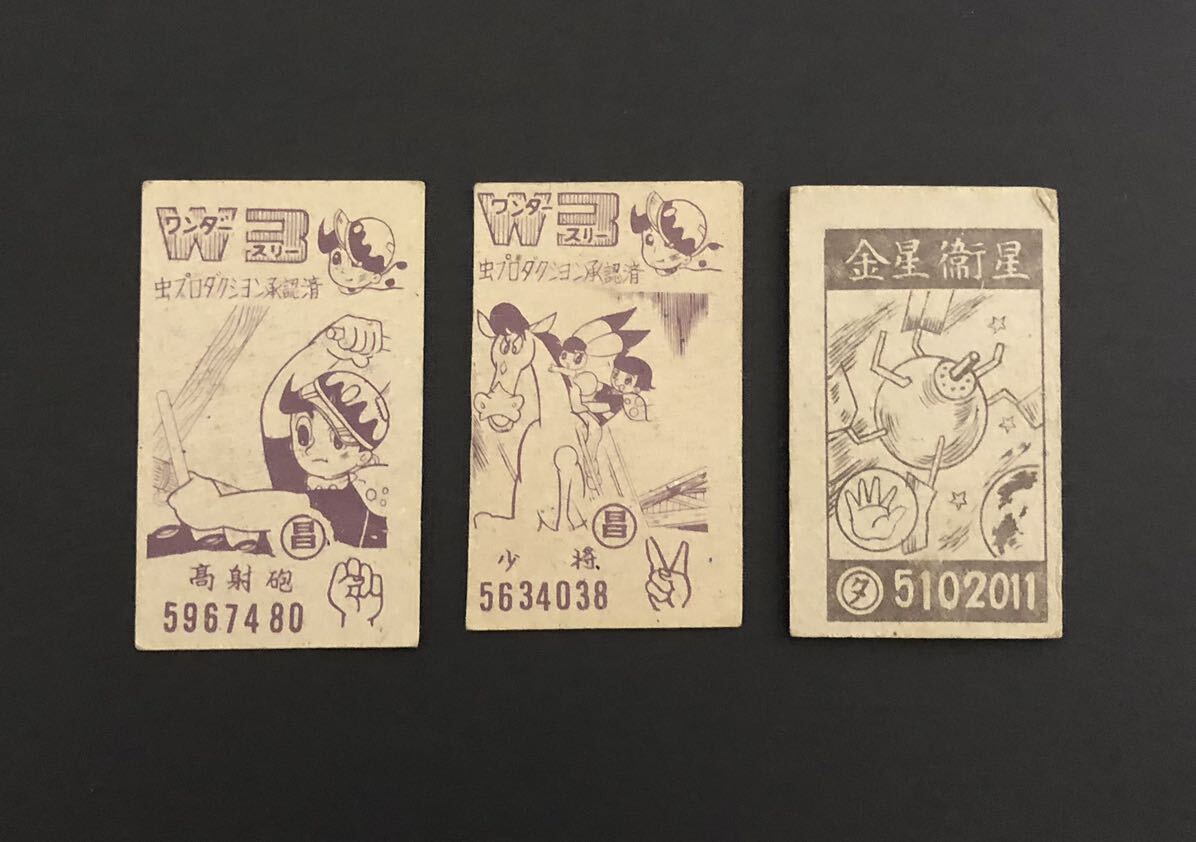 ワンダー
W3
スリー
虫プロダクション承認済
昌
高射砲
5967480
ワンダー
W3
スリー
虫プロダクション承認済
昌
少将
5634038
金星衛星
タ 5102011